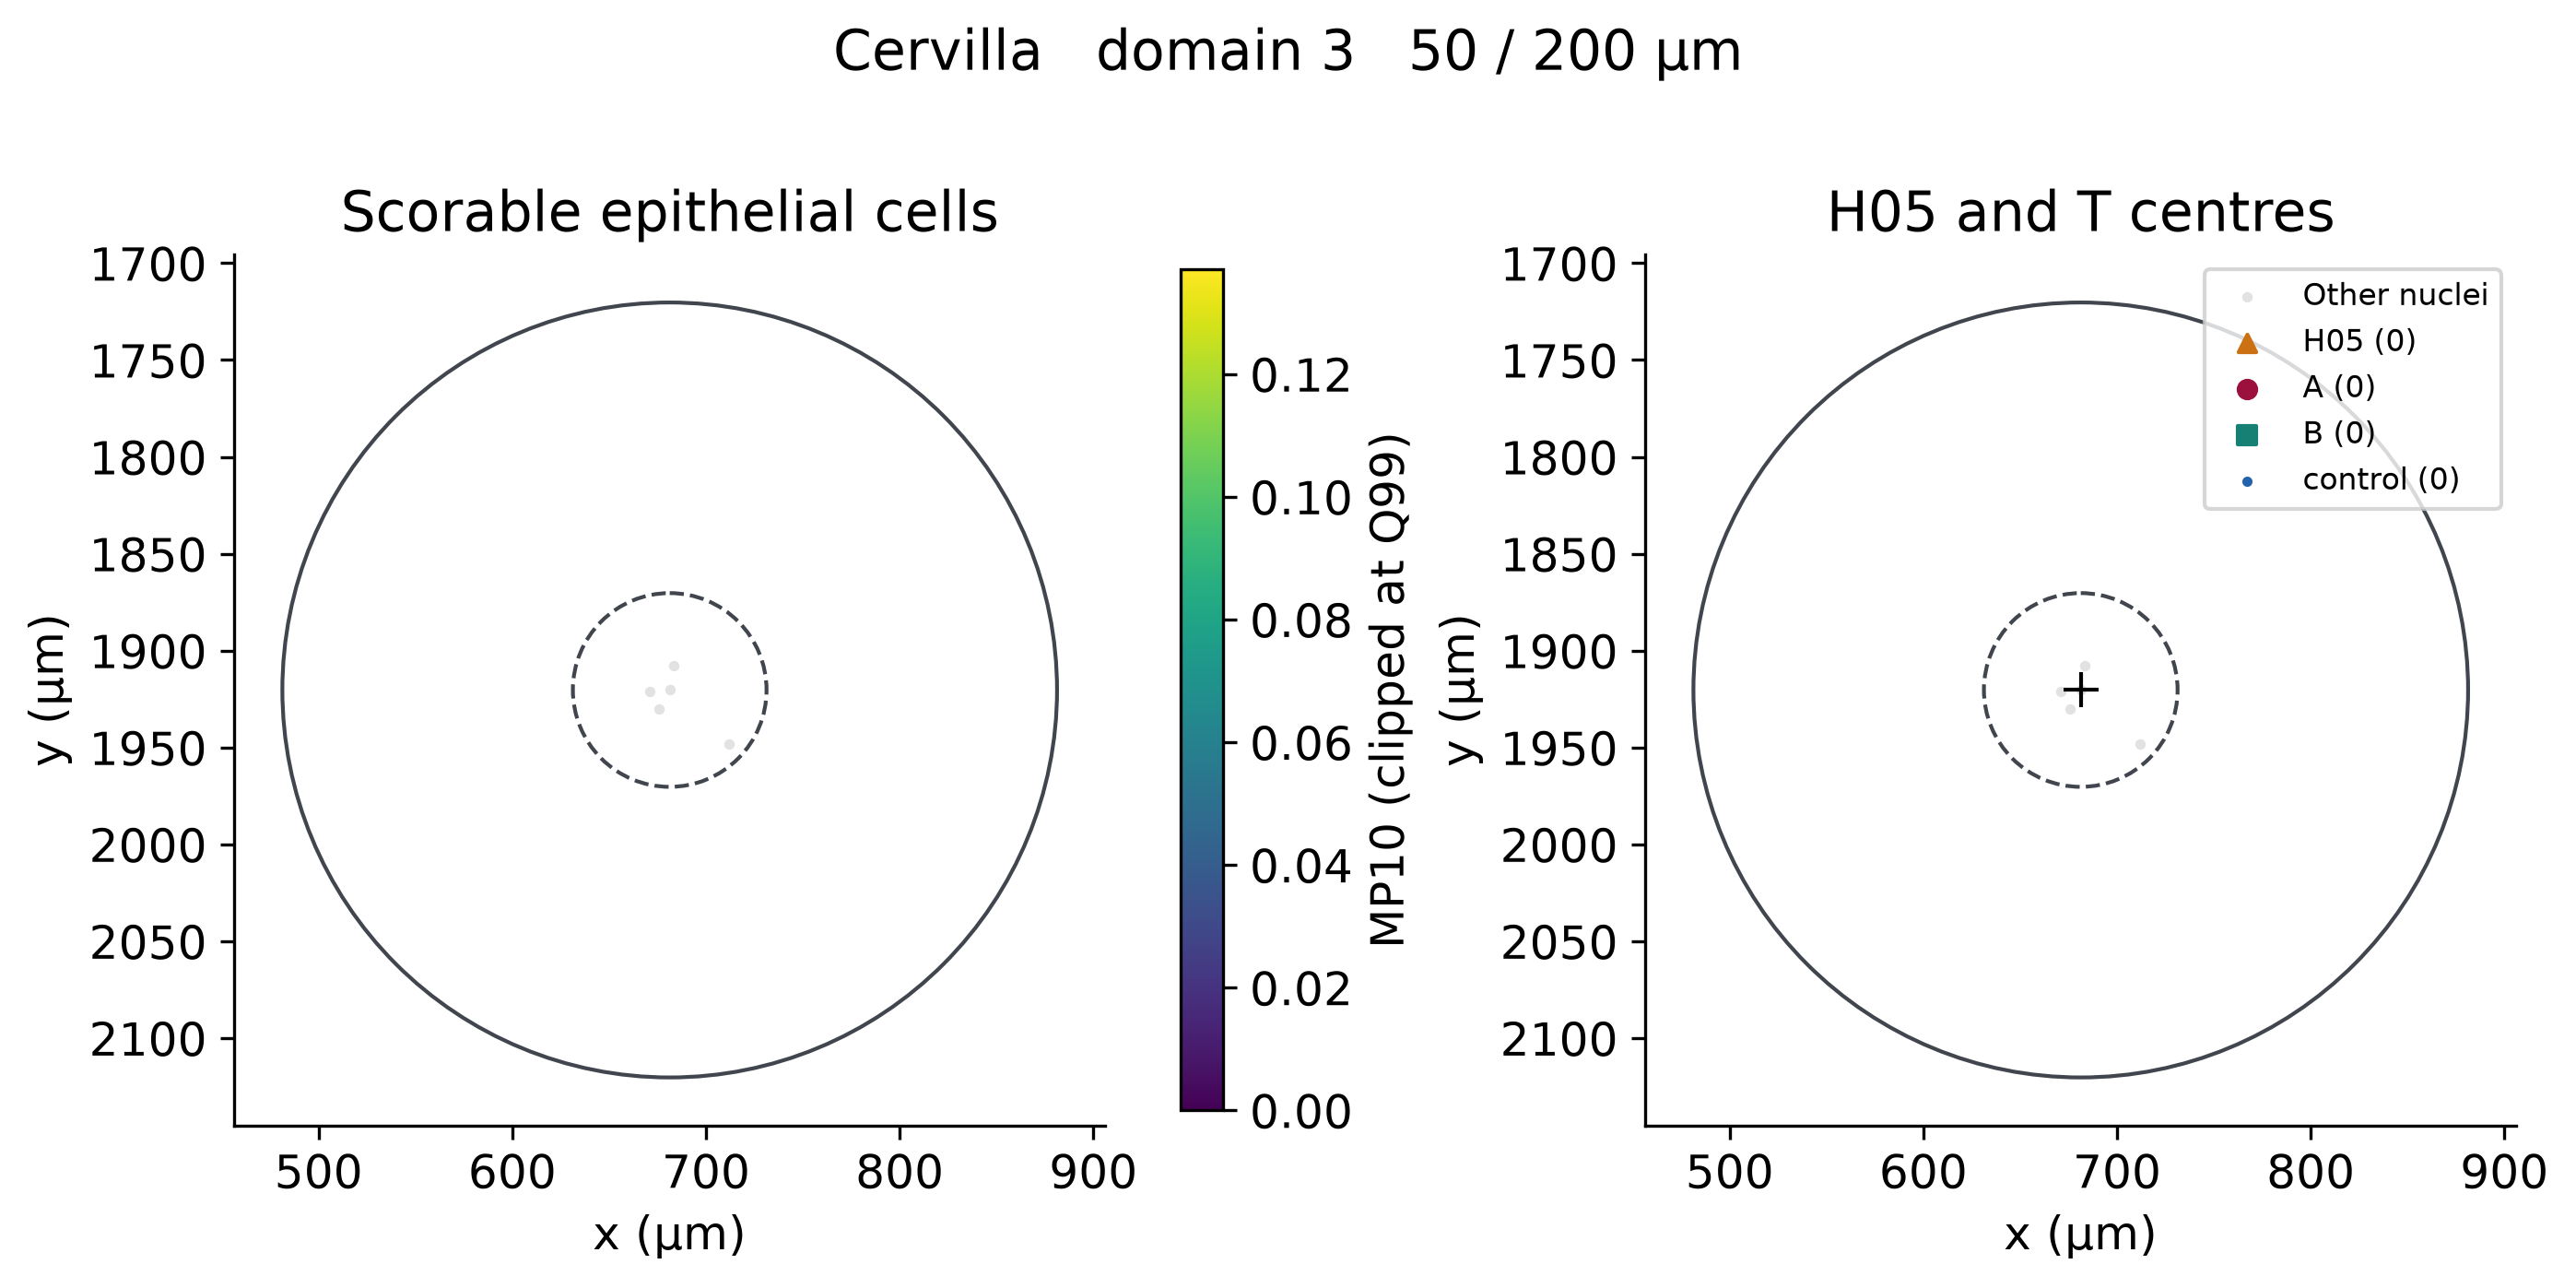 Cervilla   domain 3   50 / 200 µm
Scorable epithelial cells
1700
1750
1800
1850
1900
1950
2000
2050
2100
y (µm)
500 600 700 800 900
x (µm)
0.12
0.10
0.08
0.06
0.04
0.02
0.00
MP10 (clipped at Q99)
H05 and T centres
1700
1750
1800
1850
1900
1950
2000
2050
2100
y (µm)
500 600 700 800 900
x (µm)
Other nuclei
H05 (0)
A (0)
B (0)
control (0)